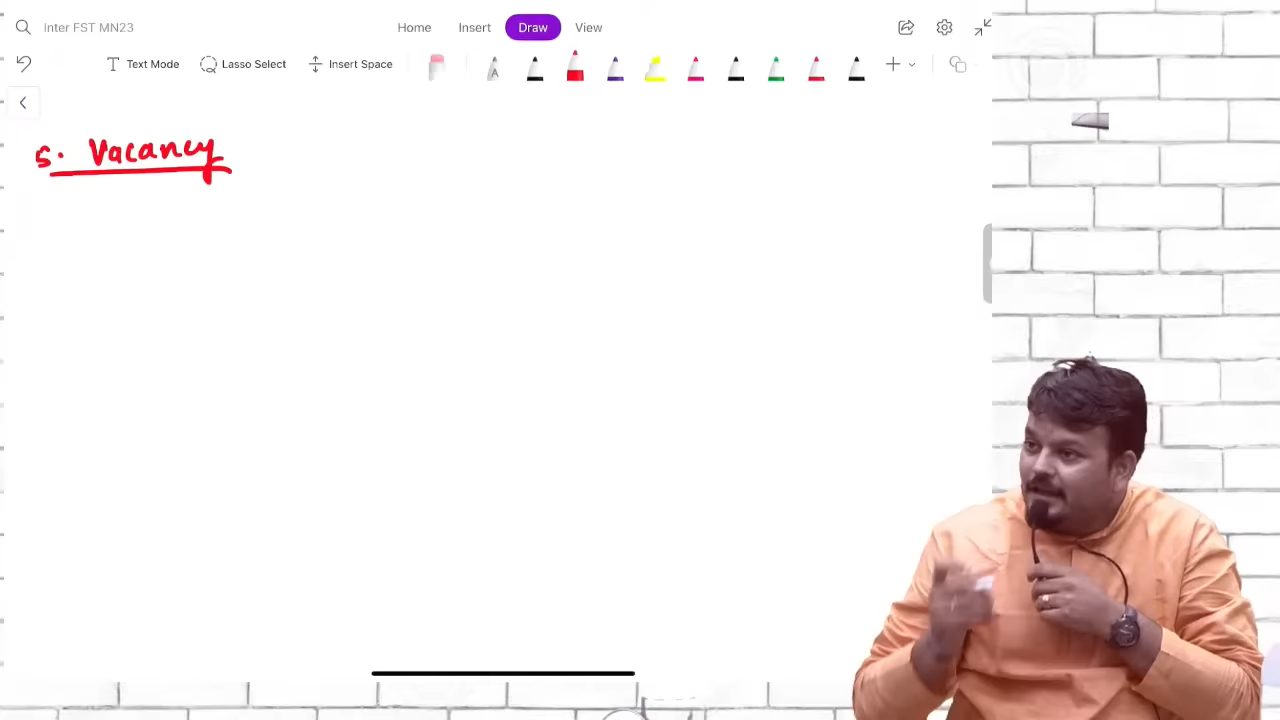 Inter FST MN23
Home Insert Draw View
Text Mode Lasso Select Insert Space
5. Vacancy